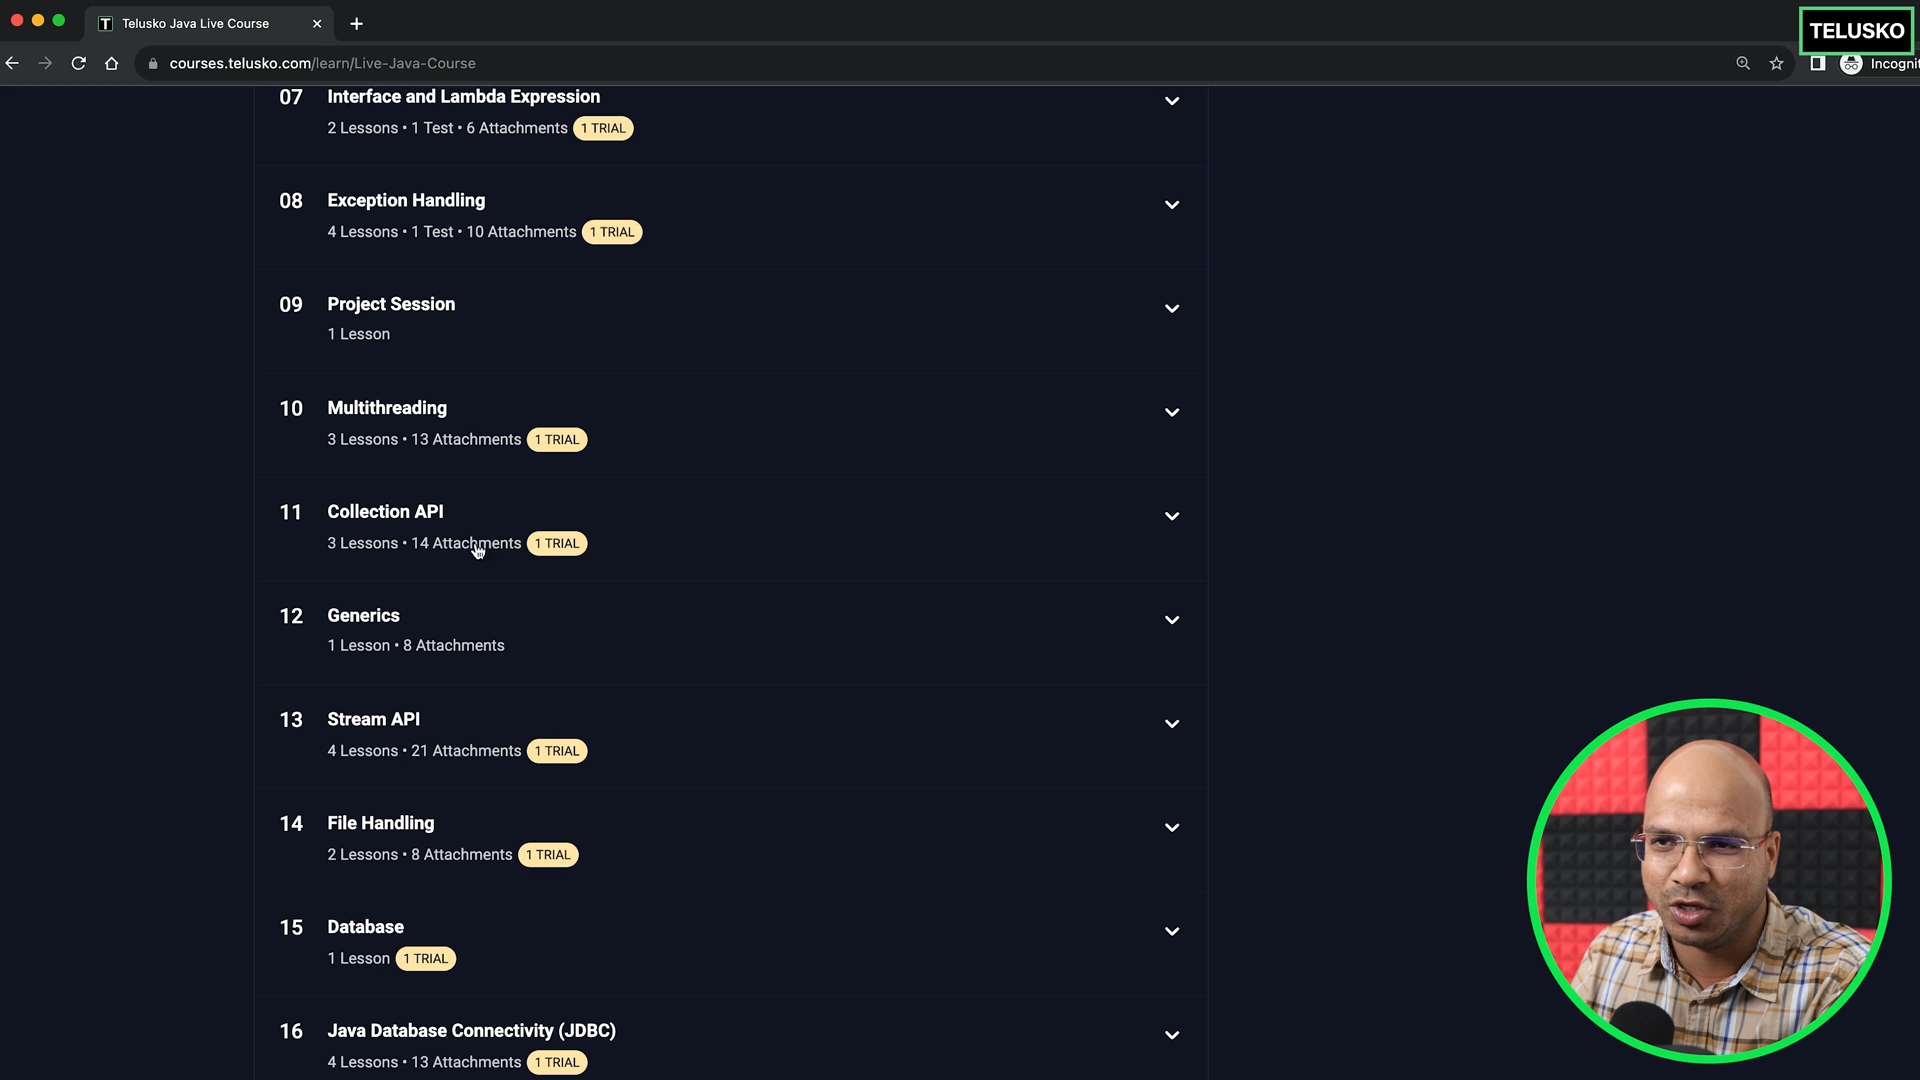 Telusko Java Live Course
TELUSKO
courses.telusko.com/learn/Live-Java-Course
Incognit
07 Interface and Lambda Expression
2 Lessons • 1 Test • 6 Attachments 1 TRIAL
08 Exception Handling
4 Lessons • 1 Test • 10 Attachments 1 TRIAL
09 Project Session
1 Lesson
10 Multithreading
3 Lessons • 13 Attachments 1 TRIAL
11 Collection API
3 Lessons • 14 Attachments 1 TRIAL
12 Generics
1 Lesson • 8 Attachments
13 Stream API
4 Lessons • 21 Attachments 1 TRIAL
14 File Handling
2 Lessons • 8 Attachments 1 TRIAL
15 Database
1 Lesson 1 TRIAL
16 Java Database Connectivity (JDBC)
4 Lessons • 13 Attachments 1 TRIAL